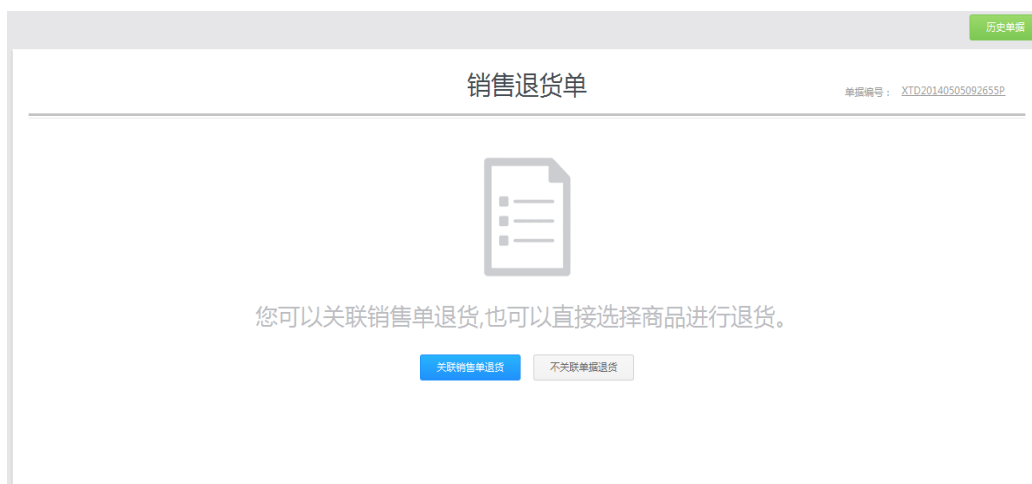 历史单据
销售退货单
单据编号： XTD20140505092655P
您可以关联销售单退货,也可以直接选择商品进行退货。
关联销售单退货 不关联单据退货